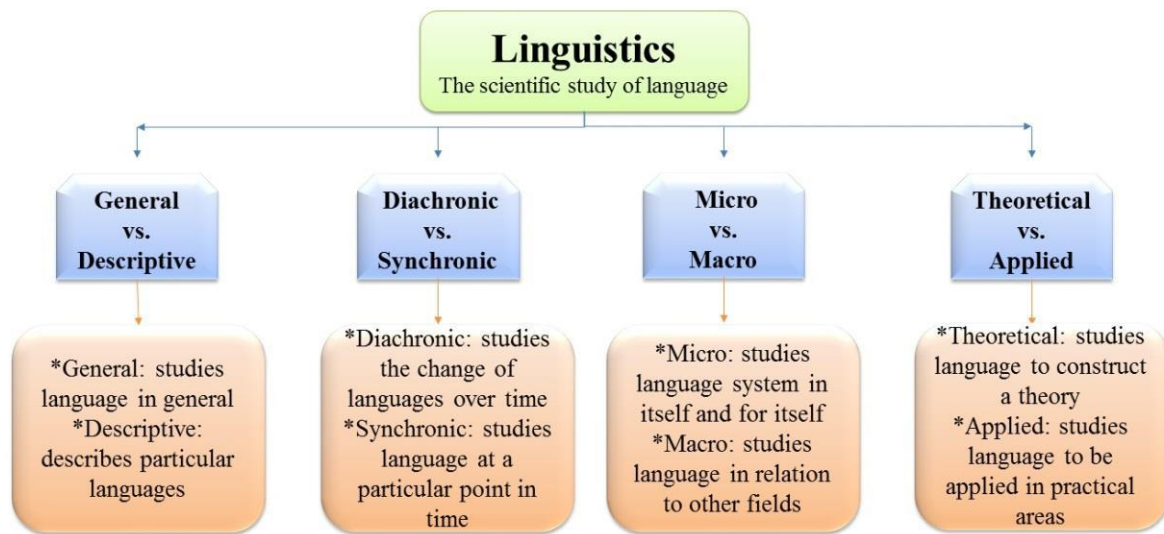 Linguistics
The scientific study of language
General
vs.
Descriptive
Diachronic
vs.
Synchronic
Micro
vs.
Macro
Theoretical
vs.
Applied
*General: studies
language in general
*Descriptive:
describes particular
languages
*Diachronic: studies
the change of
languages over time
*Synchronic: studies
language at a
particular point in
time
*Micro: studies
language system in
itself and for itself
*Macro: studies
language in relation
to other fields
*Theoretical: studies
language to construct
a theory
*Applied: studies
language to be
applied in practical
areas